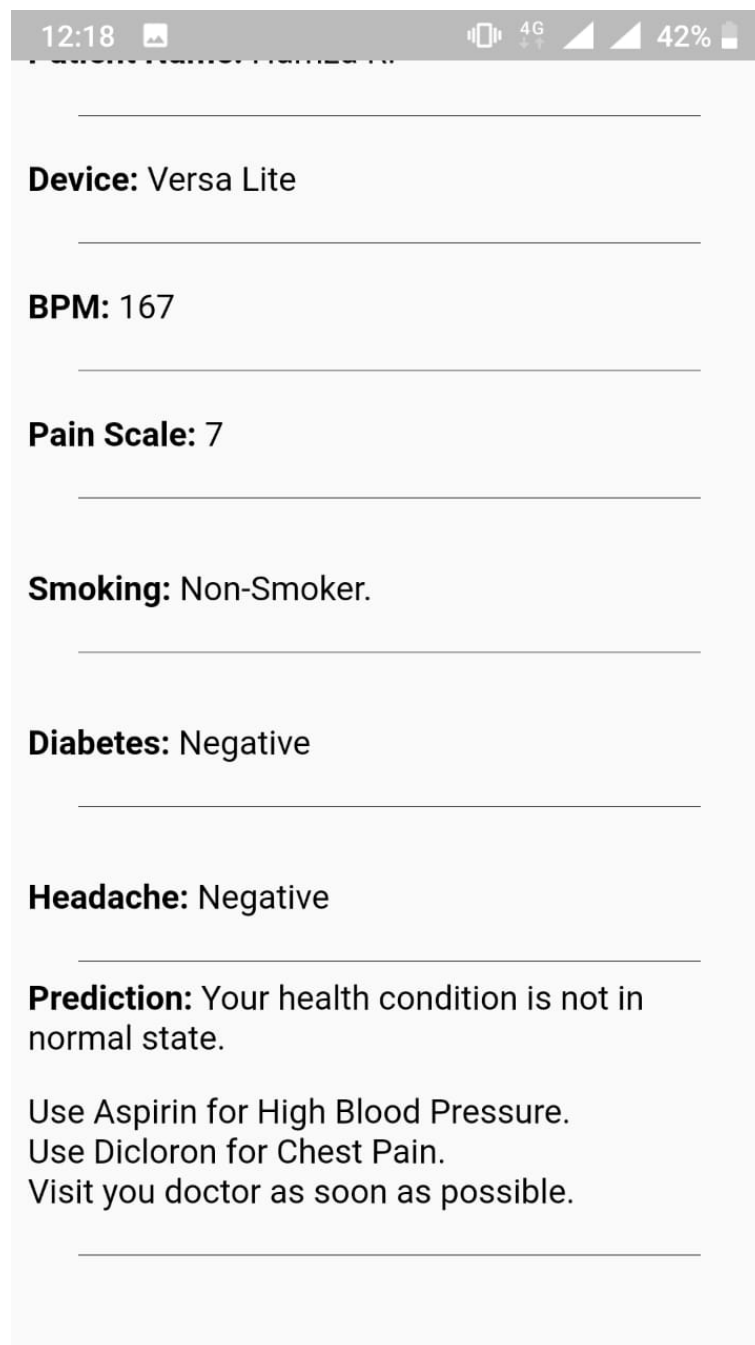 12:18 4G 42%
Device: Versa Lite
BPM: 167
Pain Scale: 7
Smoking: Non-Smoker.
Diabetes: Negative
Headache: Negative
Prediction: Your health condition is not in
normal state.
Use Aspirin for High Blood Pressure.
Use Dicloron for Chest Pain.
Visit you doctor as soon as possible.